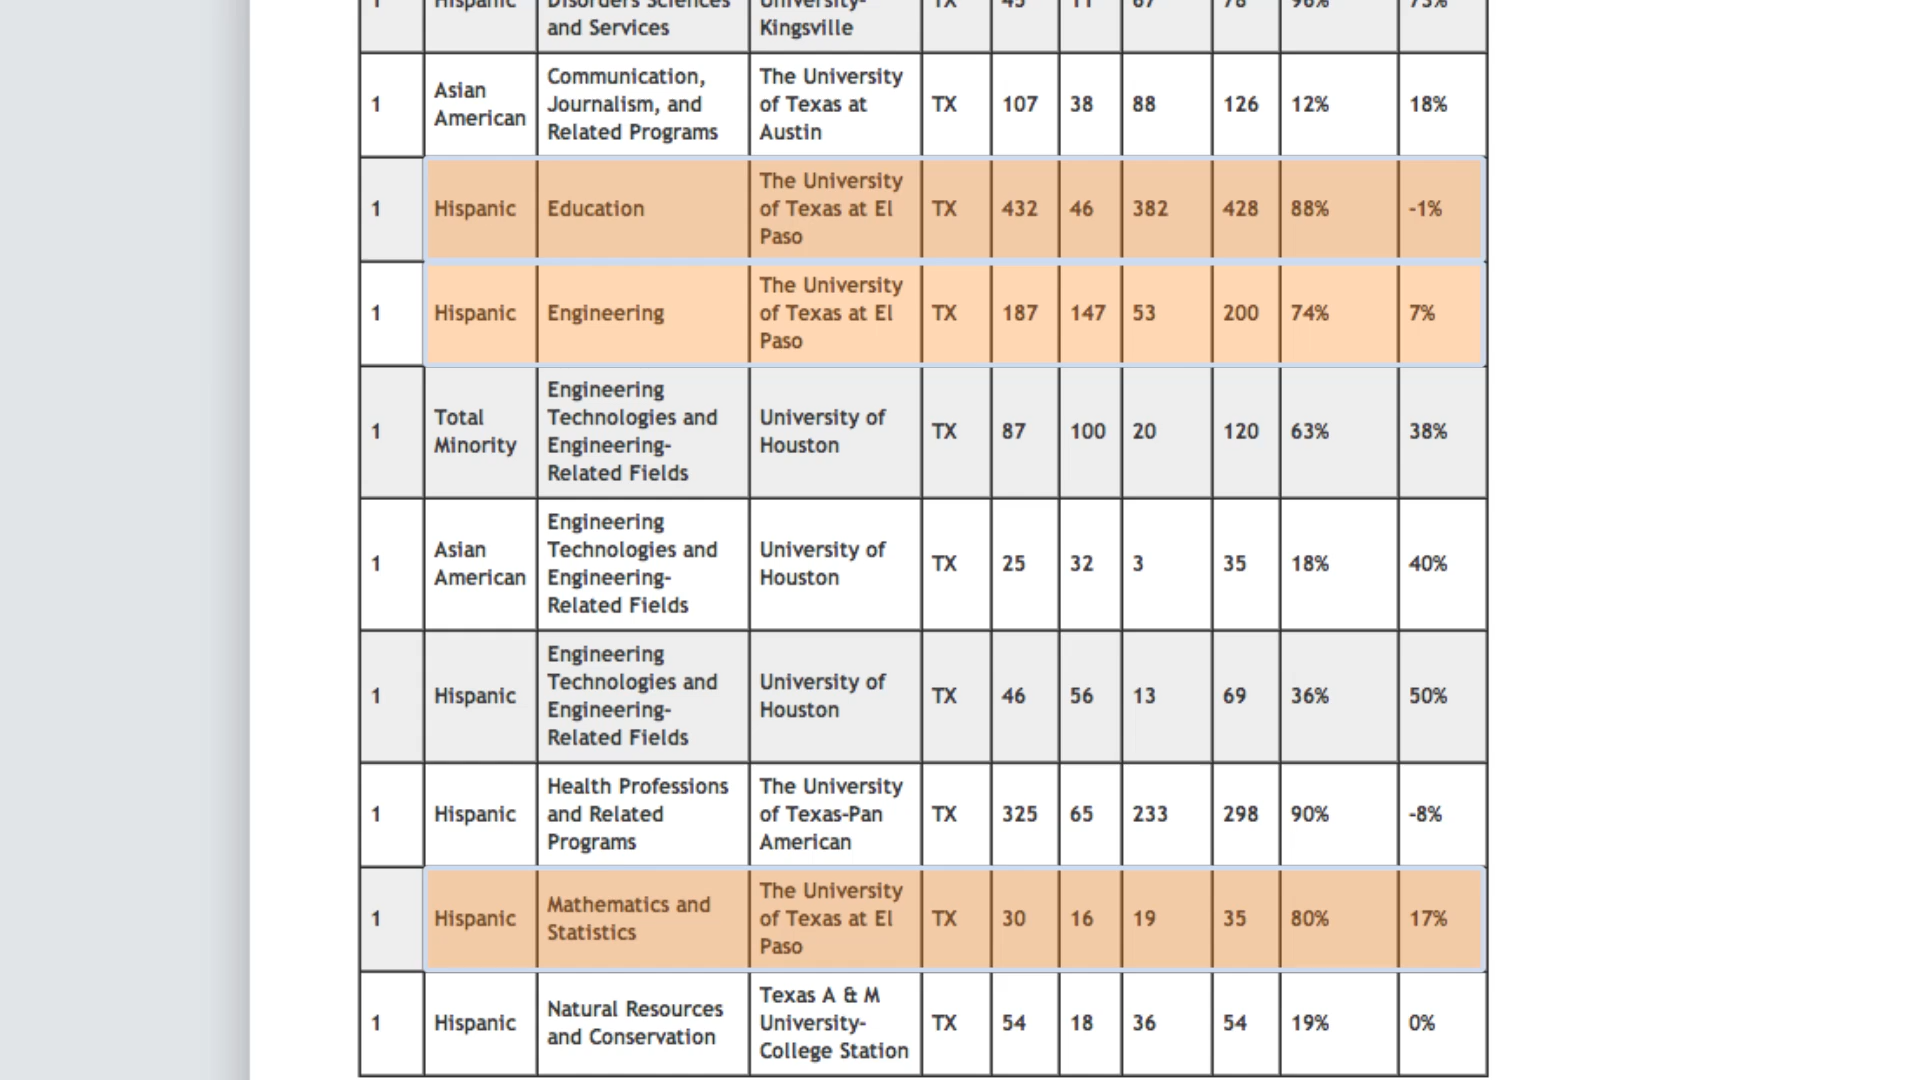 1 Hispanic Disorders Sciences and Services University-Kingsville TX 45 11 67 78 96% 73%
1 Asian American Communication, Journalism, and Related Programs The University of Texas at Austin TX 107 38 88 126 12% 18%
1 Hispanic Education The University of Texas at El Paso TX 432 46 382 428 88% -1%
1 Hispanic Engineering The University of Texas at El Paso TX 187 147 53 200 74% 7%
1 Total Minority Engineering Technologies and Engineering-Related Fields University of Houston TX 87 100 20 120 63% 38%
1 Asian American Engineering Technologies and Engineering-Related Fields University of Houston TX 25 32 3 35 18% 40%
1 Hispanic Engineering Technologies and Engineering-Related Fields University of Houston TX 46 56 13 69 36% 50%
1 Hispanic Health Professions and Related Programs The University of Texas-Pan American TX 325 65 233 298 90% -8%
1 Hispanic Mathematics and Statistics The University of Texas at El Paso TX 30 16 19 35 80% 17%
1 Hispanic Natural Resources and Conservation Texas A & M University-College Station TX 54 18 36 54 19% 0%